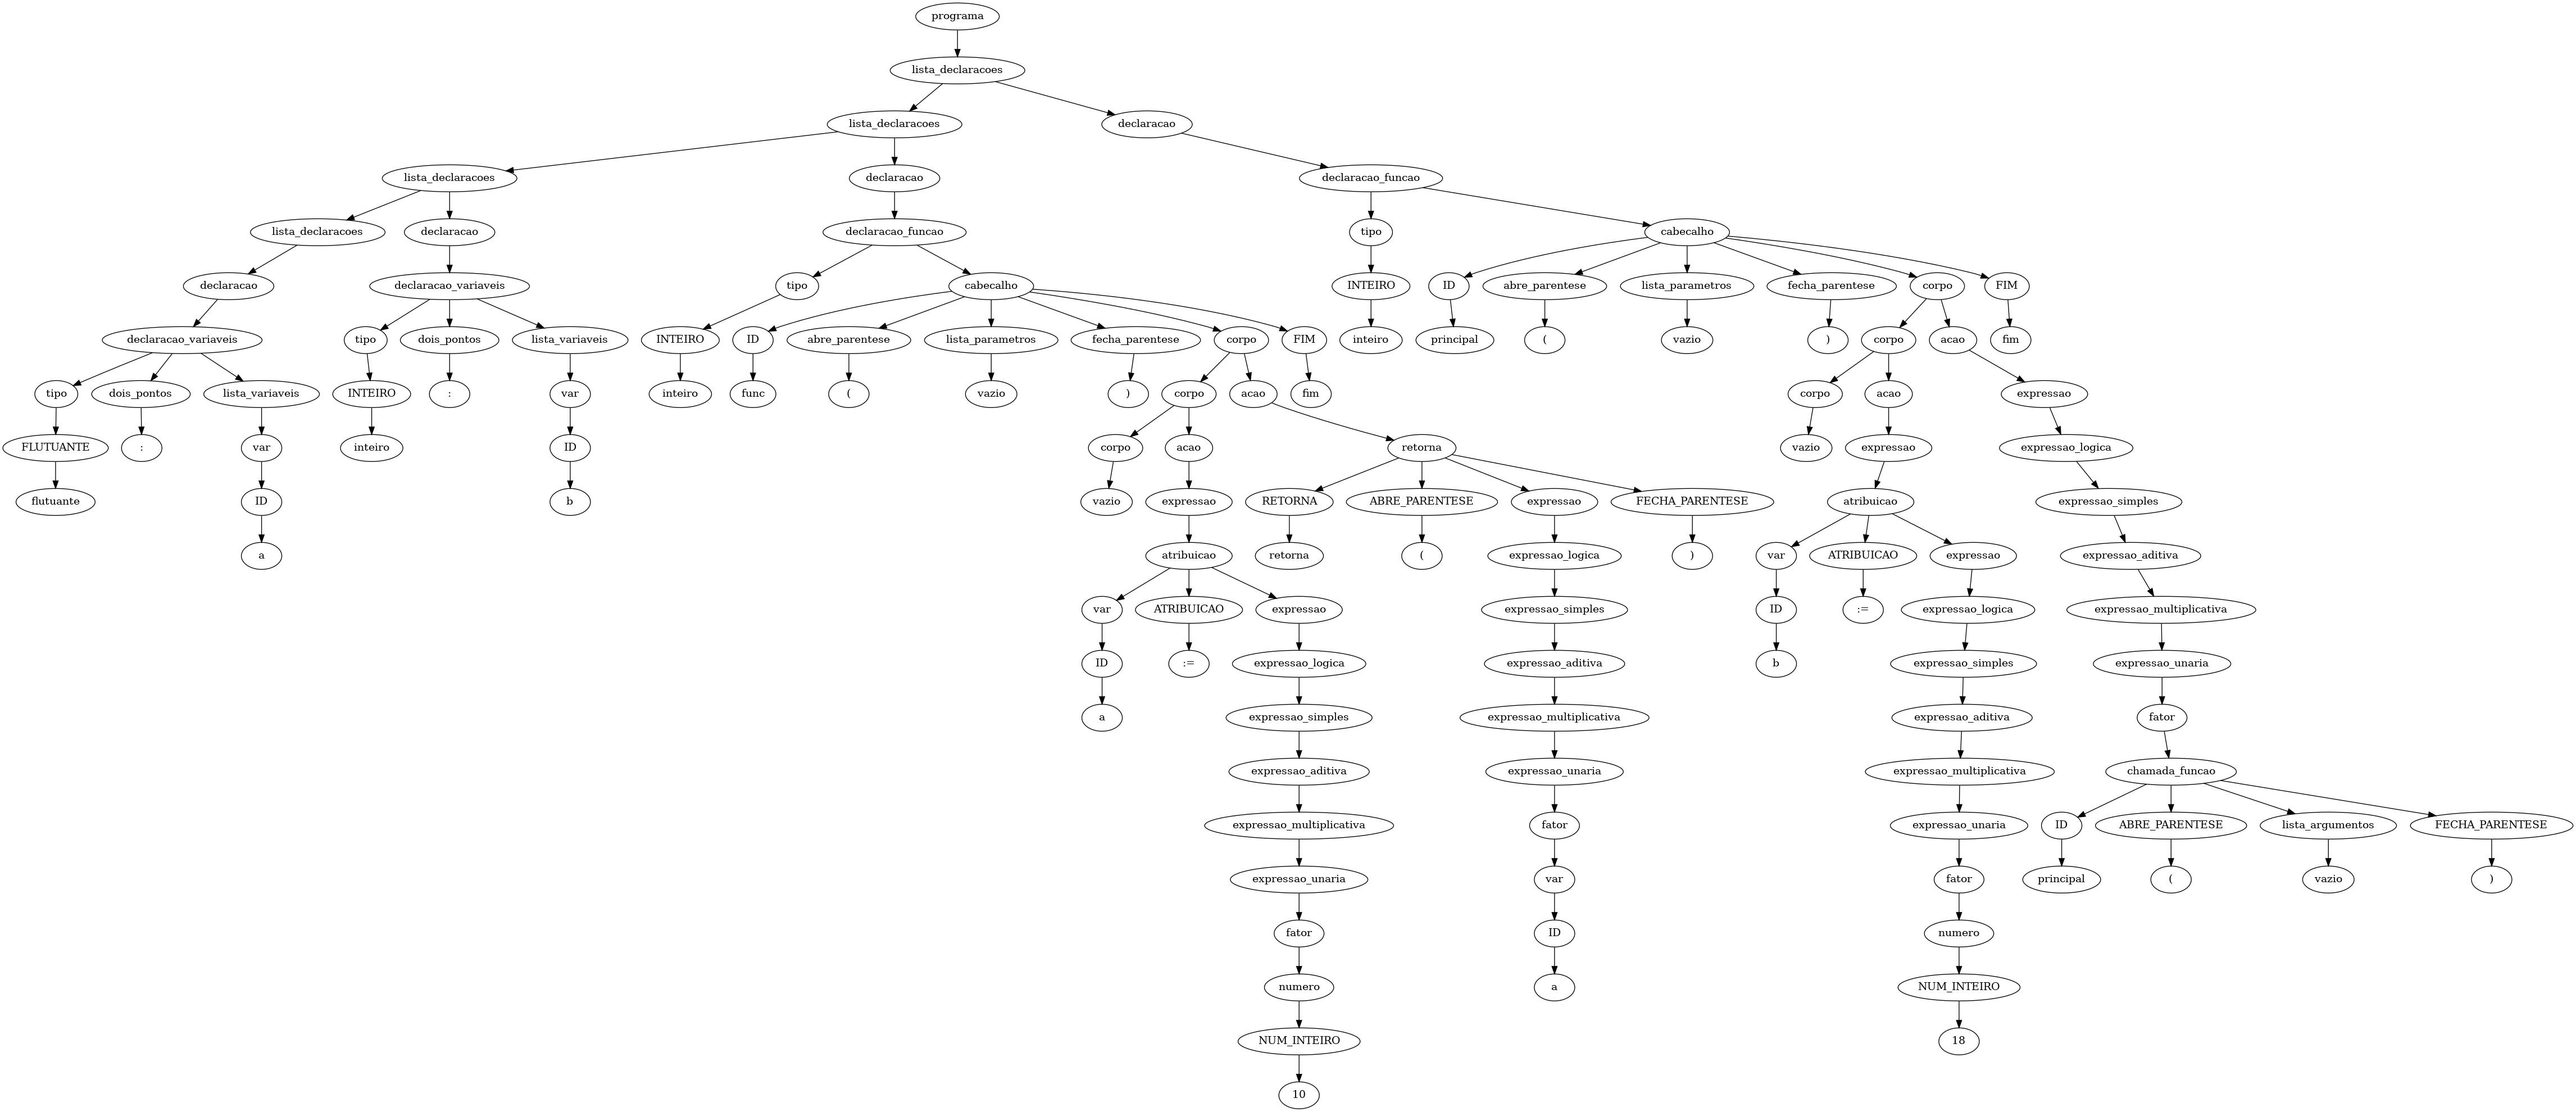 programa
lista_declaracoes
lista_declaracoes declaracao
lista_declaracoes declaracao declaracao_funcao
lista_declaracoes declaracao declaracao_funcao tipo cabecalho
declaracao declaracao_variaveis tipo cabecalho INTEIRO ID abre_parentese lista_parametros fecha_parentese corpo FIM
declaracao_variaveis tipo dois_pontos lista_variaveis INTEIRO ID abre_parentese lista_parametros fecha_parentese corpo FIM inteiro principal ( vazio ) corpo acao fim
tipo dois_pontos lista_variaveis INTEIRO : var inteiro func ( vazio ) corpo acao fim corpo acao expressao
FLUTUANTE : var inteiro ID corpo acao retorna vazio expressao expressao_logica
flutuante ID b vazio expressao RETORNA ABRE_PARENTESE expressao FECHA_PARENTESE atribuicao expressao_simples
a atribuicao retorna ( expressao_logica ) var ATRIBUICAO expressao expressao_aditiva
var ATRIBUICAO expressao expressao_simples ID := expressao_logica expressao_multiplicativa
ID := expressao_logica expressao_aditiva b expressao_simples expressao_unaria
a expressao_simples expressao_multiplicativa expressao_aditiva fator
expressao_aditiva expressao_unaria expressao_multiplicativa chamada_funcao
expressao_multiplicativa fator expressao_unaria ID ABRE_PARENTESE lista_argumentos FECHA_PARENTESE
expressao_unaria var fator principal ( vazio )
fator ID numero
numero a NUM_INTEIRO
NUM_INTEIRO 18
10